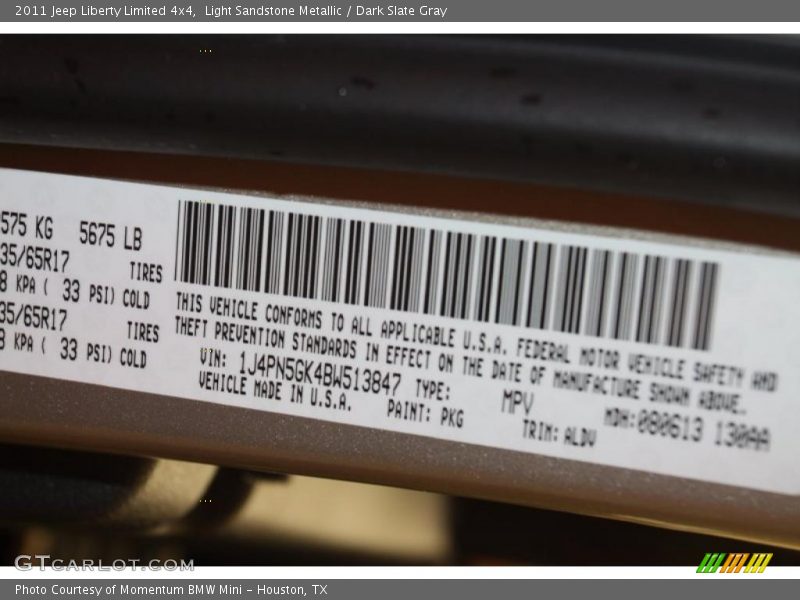 2011 Jeep Liberty Limited 4x4,  Light Sandstone Metallic / Dark Slate Gray
575 KG 5675 LB
35/65R17 TIRES
8 KPA ( 33 PSI) COLD
35/65R17 TIRES
8 KPA ( 33 PSI) COLD
THIS VEHICLE CONFORMS TO ALL APPLICABLE U.S.A. FEDERAL MOTOR VEHICLE SAFETY AND
THEFT PREVENTION STANDARDS IN EFFECT ON THE DATE OF MANUFACTURE SHOWN ABOVE.
VIN: 1J4PN5GK4BW513847 TYPE: MPV MDH:080613 130AA
VEHICLE MADE IN U.S.A. PAINT: PKG TRIM: ALDV
GTCARLOT.COM
Photo Courtesy of Momentum BMW Mini – Houston, TX